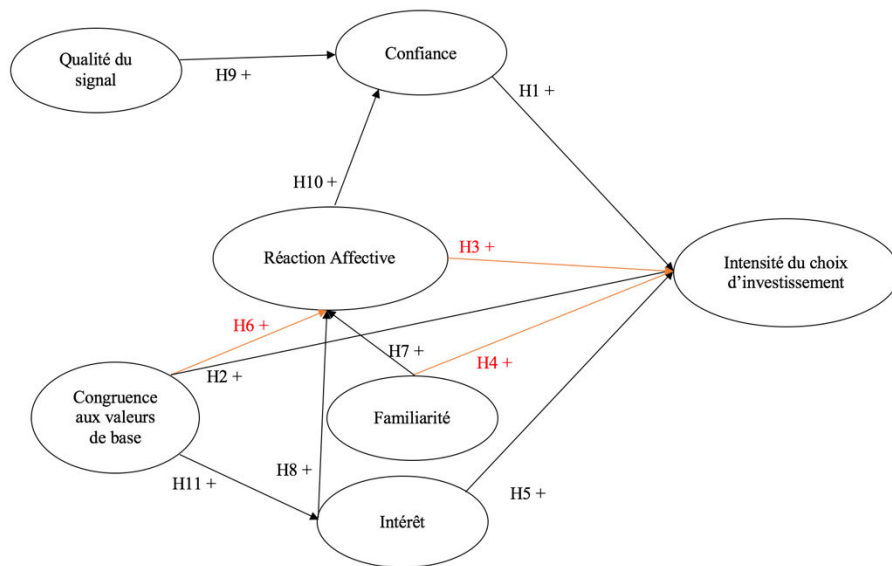 Qualité du
signal
H9 +
Confiance
H1 +
H10 +
Réaction Affective
H3 +
Intensité du choix
d’investissement
H6 +
H2 +
H7 +
H4 +
Congruence
aux valeurs
de base
Familiarité
H11 +
H8 +
H5 +
Intérêt